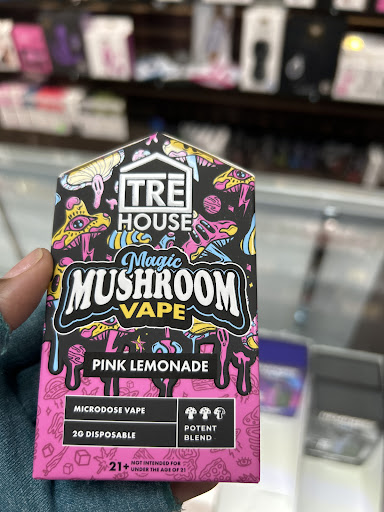 TRĒ
HOUSE
Magic
MUSHROOM
VAPE
PINK LEMONADE
MICRODOSE VAPE
2G DISPOSABLE
POTENT
BLEND
21+ NOT INTENDED FOR
UNDER THE AGE OF 21